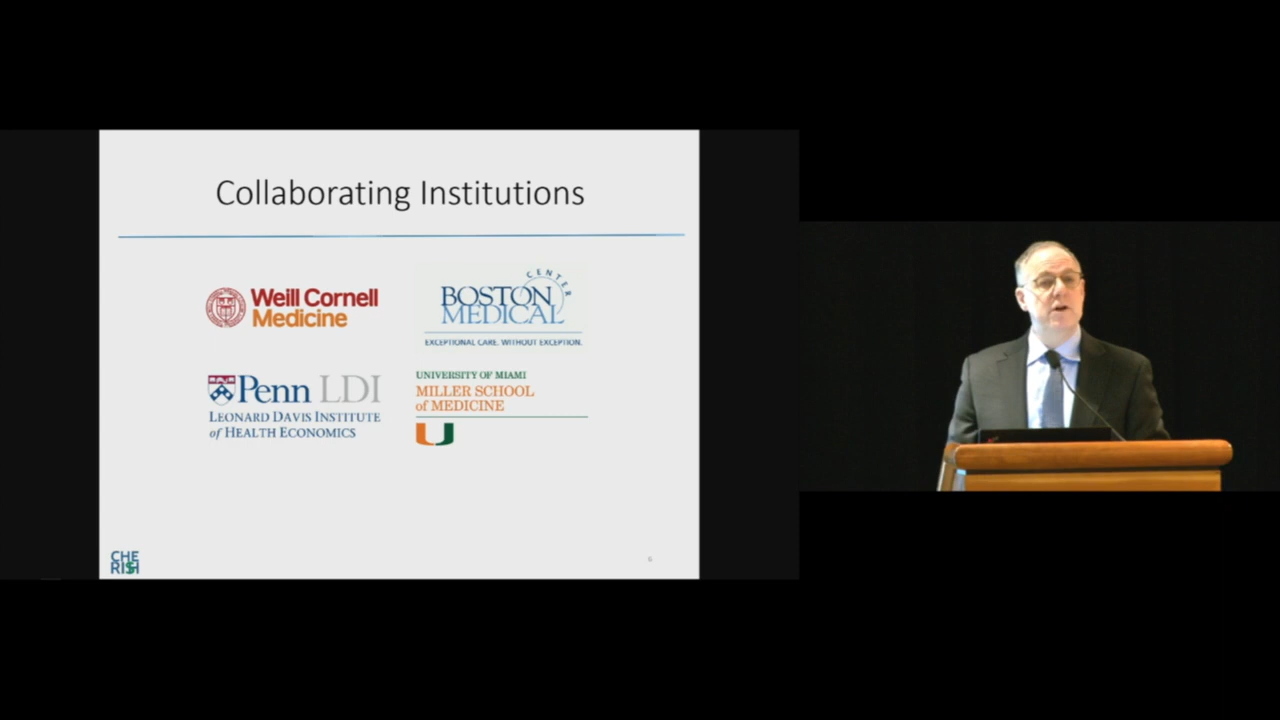 Collaborating Institutions
Weill Cornell
Medicine
CENTER
BOSTON
MEDICAL
EXCEPTIONAL CARE. WITHOUT EXCEPTION.
Penn LDI
LEONARD DAVIS INSTITUTE
of HEALTH ECONOMICS
UNIVERSITY OF MIAMI
MILLER SCHOOL
of MEDICINE
U
CHE
RISH
6